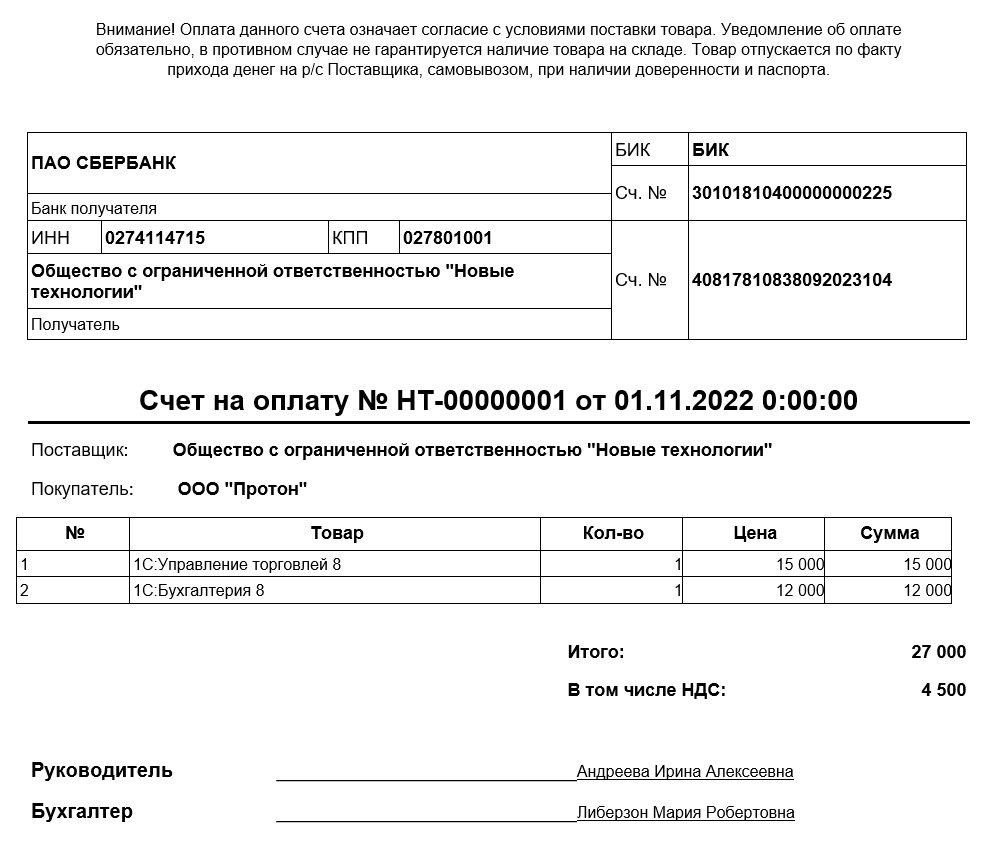 Внимание! Оплата данного счета означает согласие с условиями поставки товара. Уведомление об оплате
обязательно, в противном случае не гарантируется наличие товара на складе. Товар отпускается по факту
прихода денег на р/с Поставщика, самовывозом, при наличии доверенности и паспорта.
ПАО СБЕРБАНК
БИК БИК
Сч. № 30101810400000000225
Банк получателя
ИНН 0274114715 КПП 027801001
Общество с ограниченной ответственностью "Новые
технологии"
Сч. № 40817810838092023104
Получатель
Счет на оплату № НТ-00000001 от 01.11.2022 0:00:00
Поставщик: Общество с ограниченной ответственностью "Новые технологии"
Покупатель: ООО "Протон"
№ Товар Кол-во Цена Сумма
1 1С:Управление торговлей 8 1 15 000 15 000
2 1С:Бухгалтерия 8 1 12 000 12 000
Итого: 27 000
В том числе НДС: 4 500
Руководитель Андреева Ирина Алексеевна
Бухгалтер Либерзон Мария Робертовна